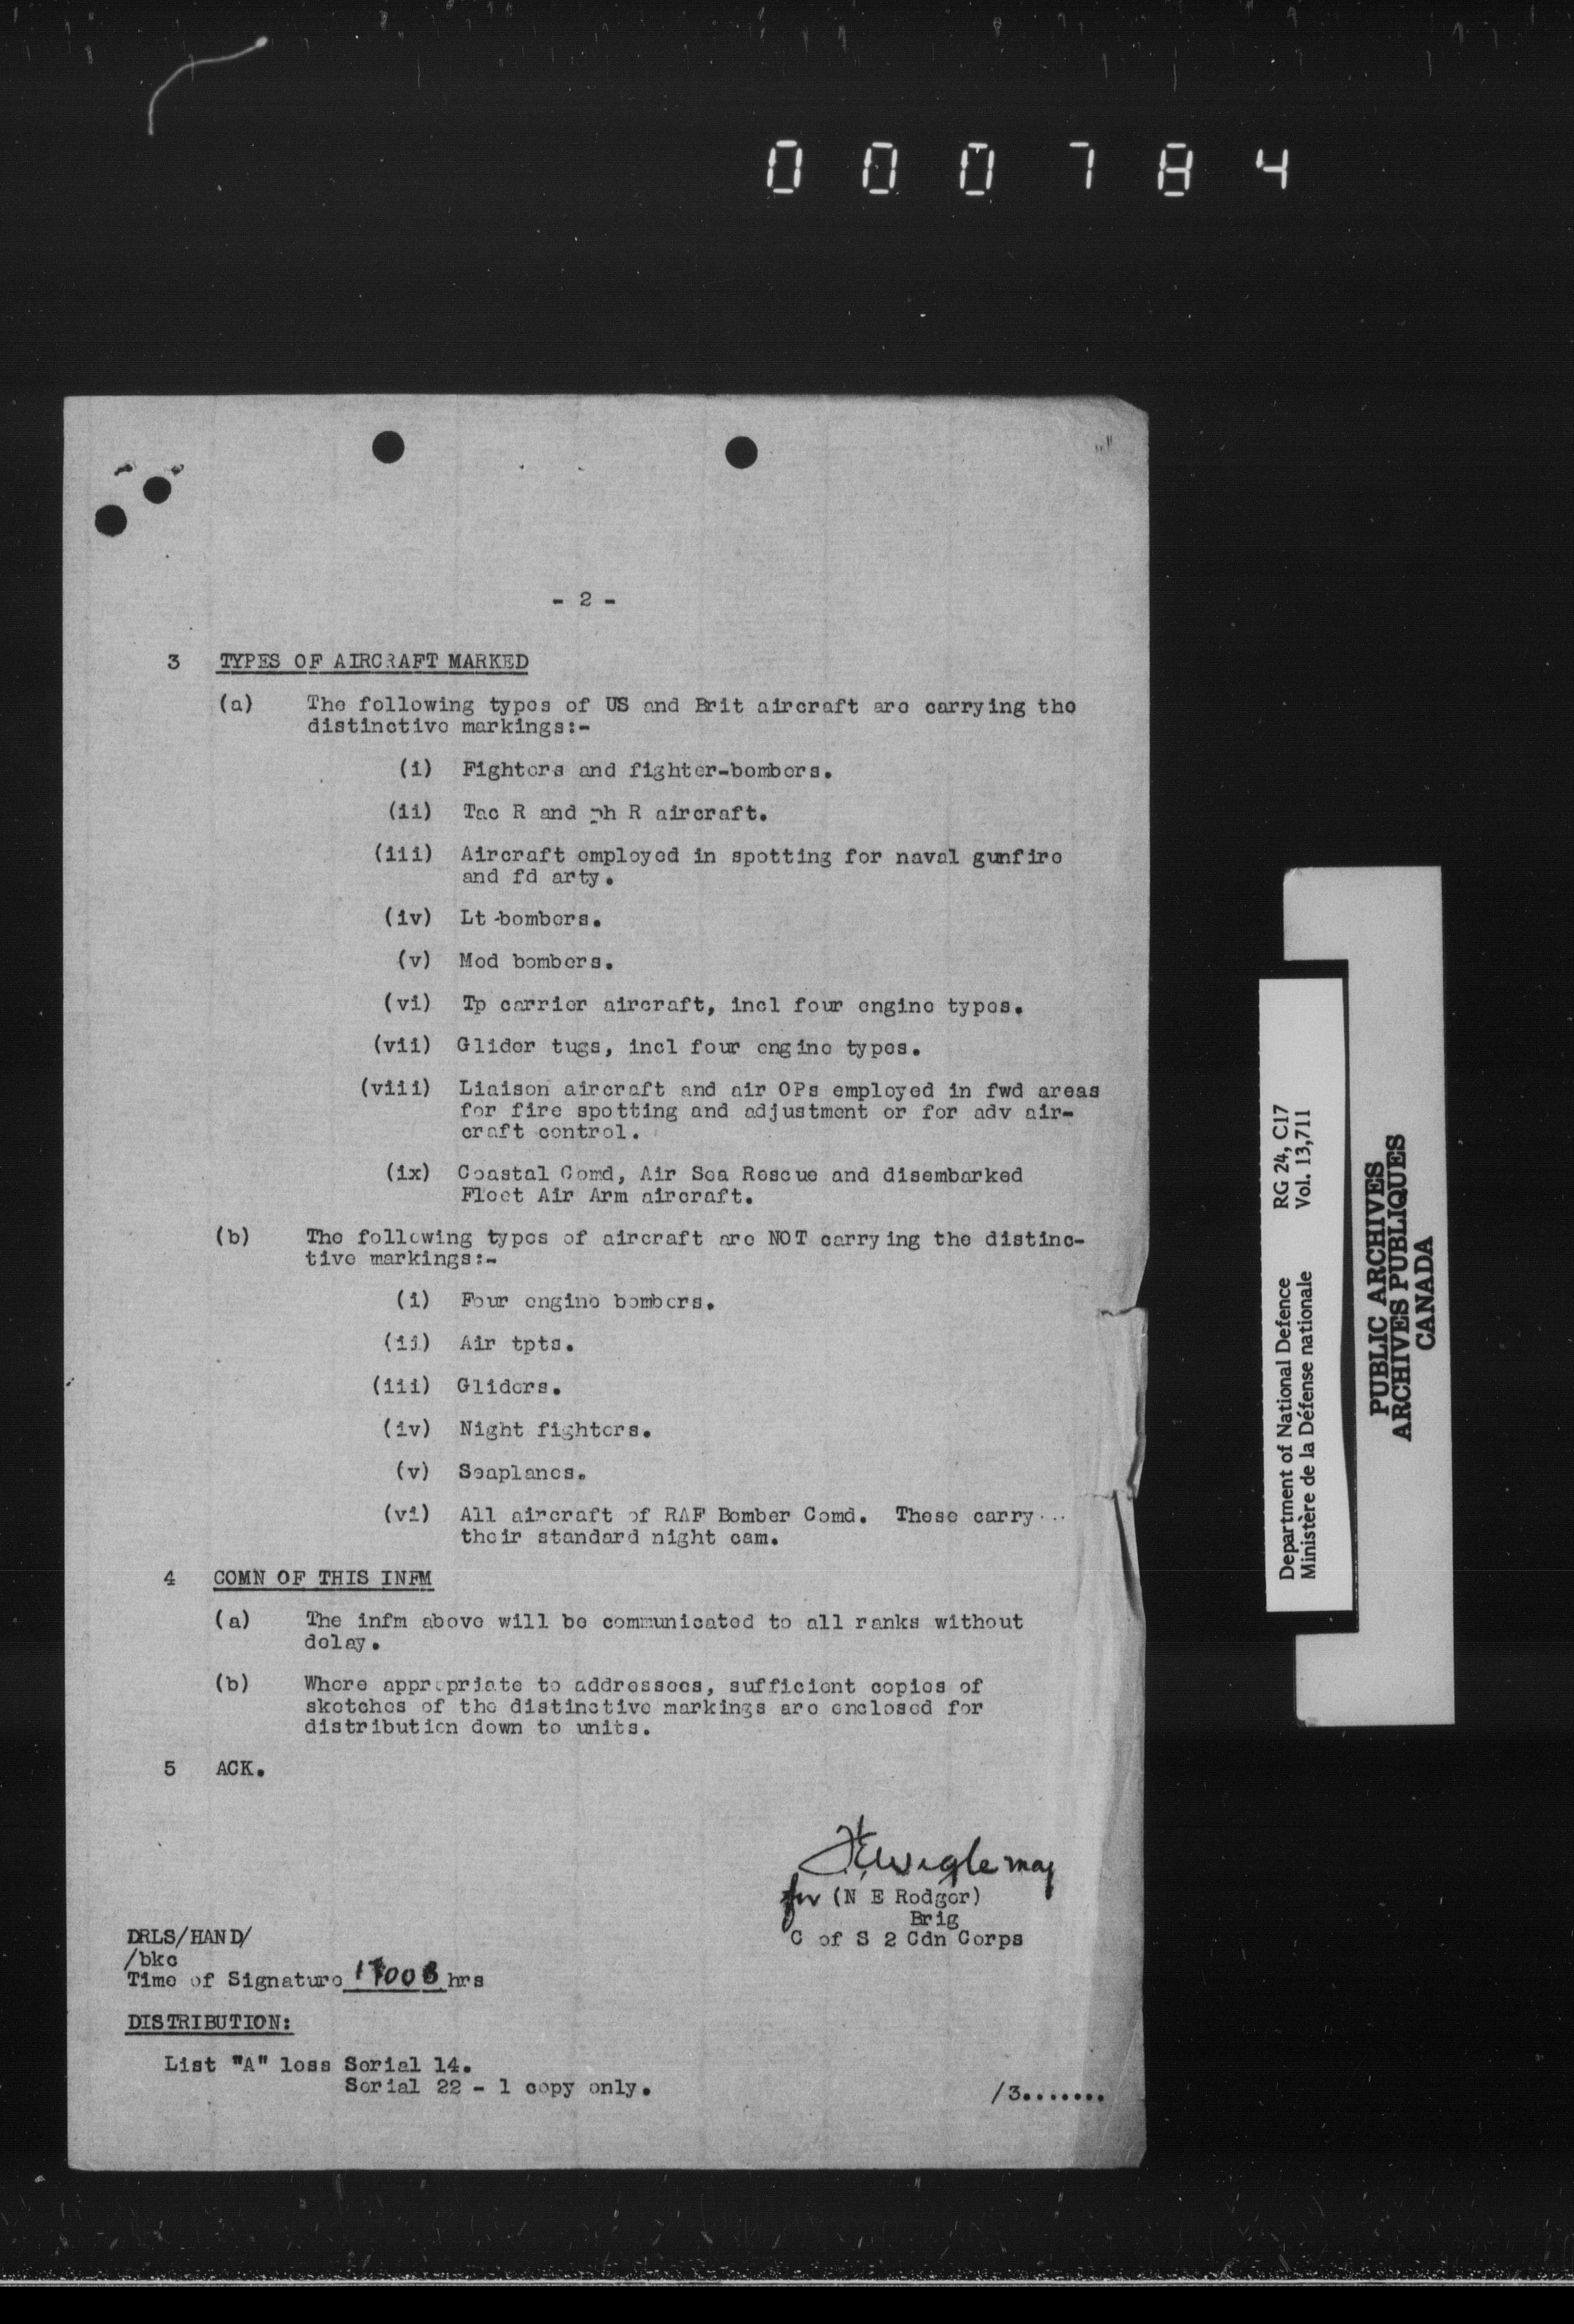 000784
- 2 -
3 TYPES OF AIRCRAFT MARKED
(a) The following types of US and Brit aircraft are carrying the
distinctive markings:-
(i) Fighters and fighter-bombers.
(ii) Tac R and ph R aircraft.
(iii) Aircraft employed in spotting for naval gunfire
and fd arty.
(iv) Lt-bombers.
(v) Med bombers.
(vi) Tp carrier aircraft, incl four engine types.
(vii) Glider tugs, incl four engine types.
(viii) Liaison aircraft and air OPs employed in fwd areas
for fire spotting and adjustment or for adv air-
craft control.
(ix) Coastal Comd, Air Sea Rescue and disembarked
Fleet Air Arm aircraft.
(b) The following types of aircraft are NOT carrying the distinc-
tive markings:-
(i) Four engine bombers.
(ii) Air tpts.
(iii) Gliders.
(iv) Night fighters.
(v) Seaplanes.
(vi) All aircraft of RAF Bomber Comd. These carry
their standard night cam.
4 COMN OF THIS INFM
(a) The infm above will be communicated to all ranks without
delay.
(b) Where appropriate to addressees, sufficient copies of
sketches of the distinctive markings are enclosed for
distribution down to units.
5 ACK.
for (N E Rodger)
Brig
C of S 2 Cdn Corps
DRLS/HAND/
/bkc
Time of Signature hrs
DISTRIBUTION:
List "A" less Serial 14.
Serial 22 - 1 copy only.
/3.......
Department of National Defence RG 24, C17
Ministère de la Défense nationale Vol. 13,711
PUBLIC ARCHIVES
ARCHIVES PUBLIQUES
CANADA